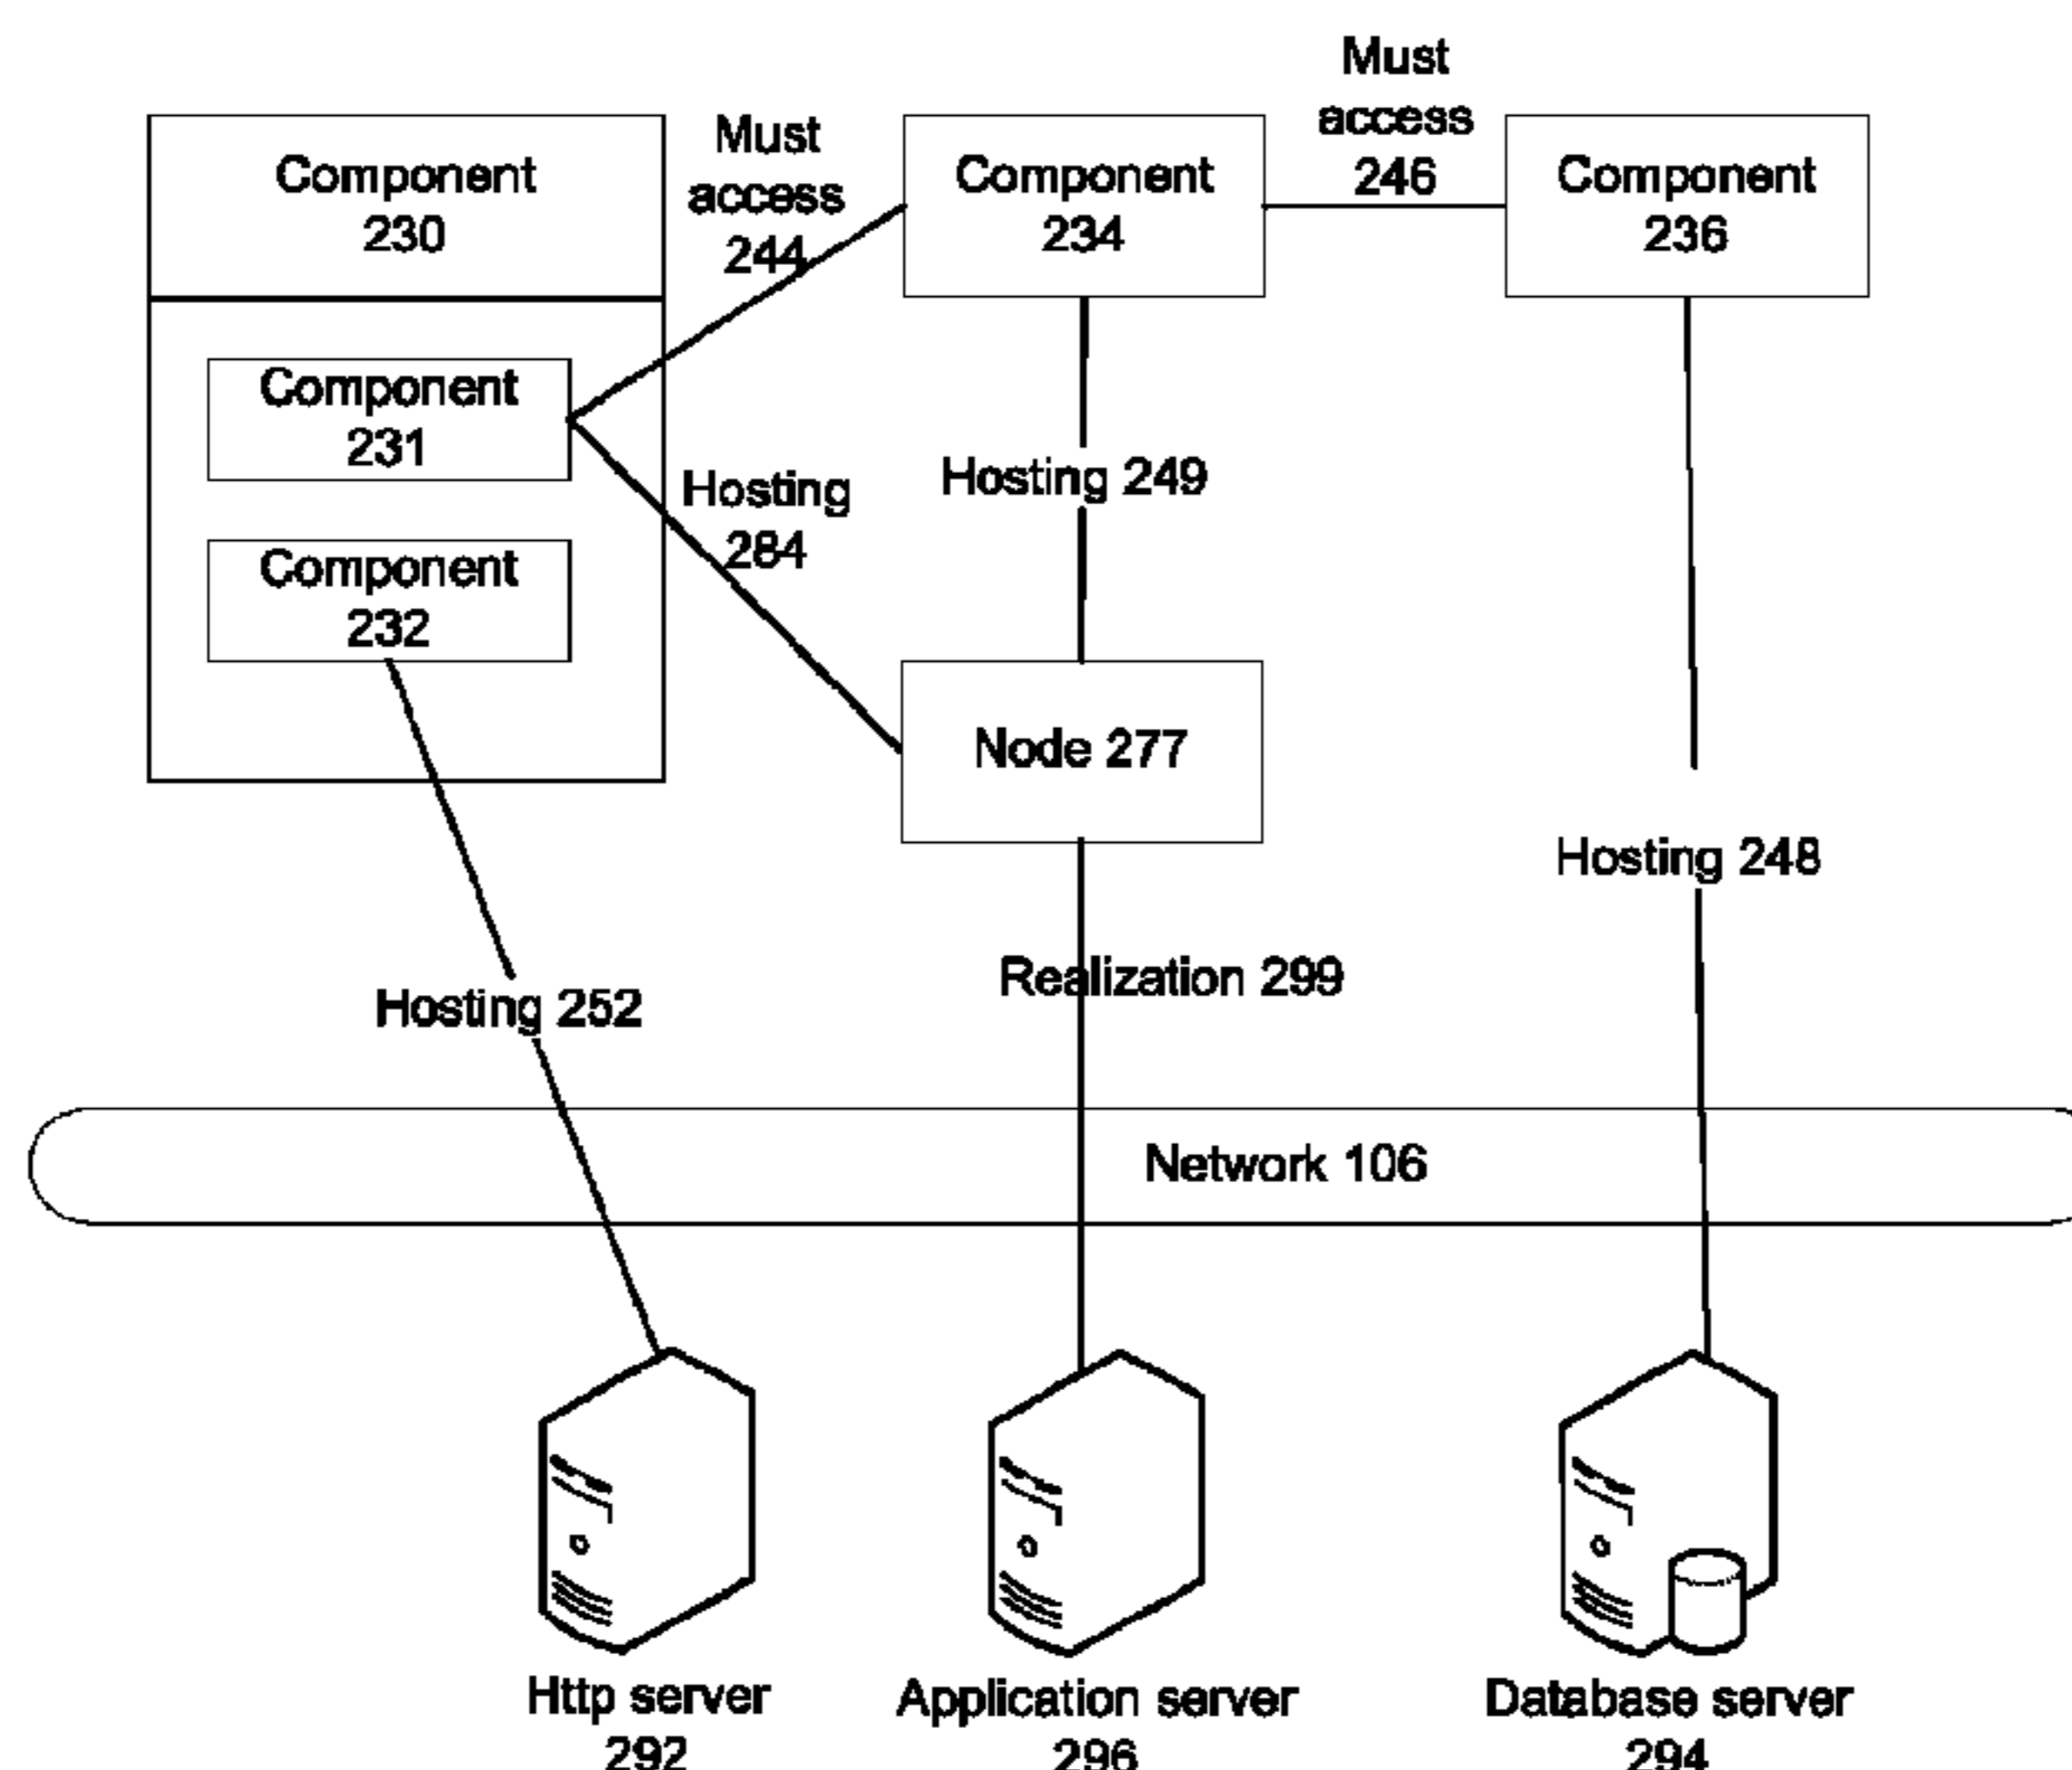 Must
access
246
Component
230
Must
access
244
Component
234
Component
236
Component
231
Hosting
284
Hosting 249
Component
232
Node 277
Hosting 248
Realization 299
Hosting 252
Network 106
Http server
292
Application server
296
Database server
294